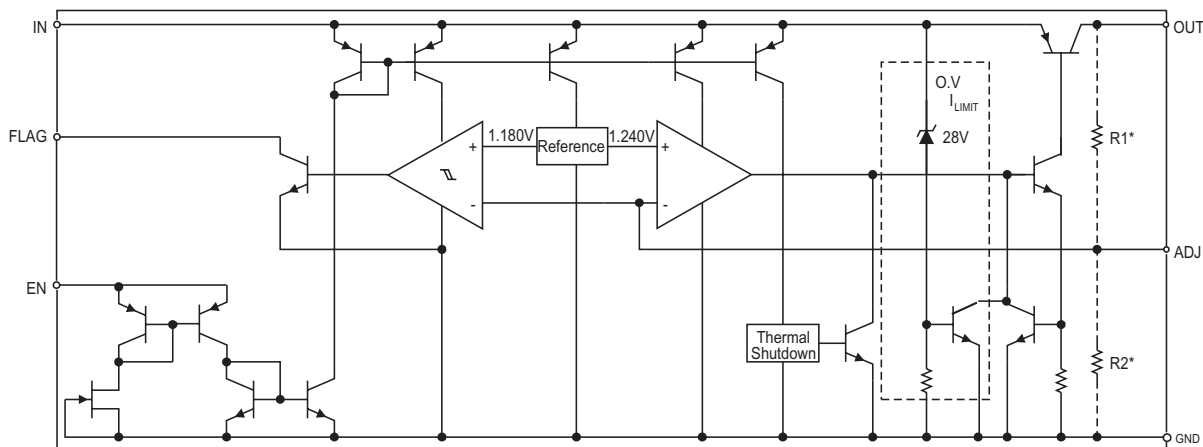 IN
OUT
O.V
I_LIMIT
FLAG
1.180V
Reference
1.240V
28V
R1*
+
+
-
-
ADJ
EN
Thermal
Shutdown
R2*
GND